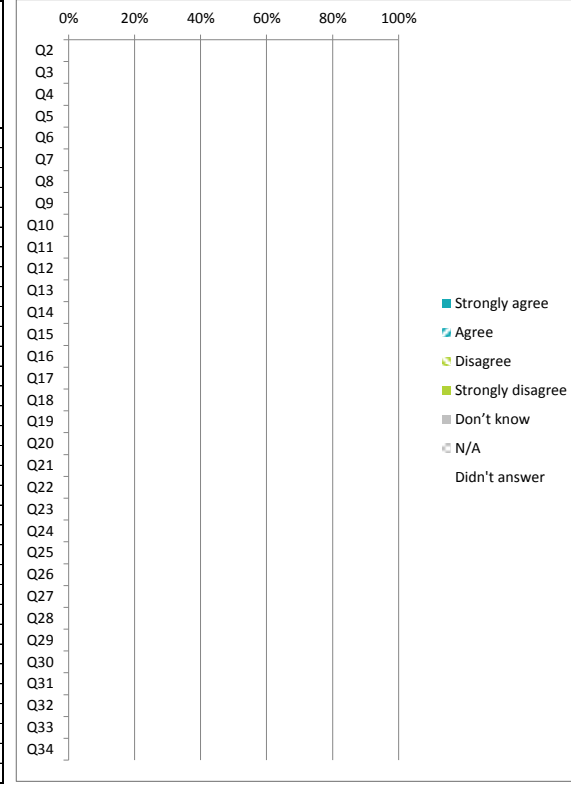 0% 20% 40% 60% 80% 100%
Q2
Q3
Q4
Q5
Q6
Q7
Q8
Q9
Q10
Q11
Q12
Q13
Q14
Q15
Q16
Q17
Q18
Q19
Q20
Q21
Q22
Q23
Q24
Q25
Q26
Q27
Q28
Q29
Q30
Q31
Q32
Q33
Q34
Strongly agree
Agree
Disagree
Strongly disagree
Don’t know
N/A
Didn't answer